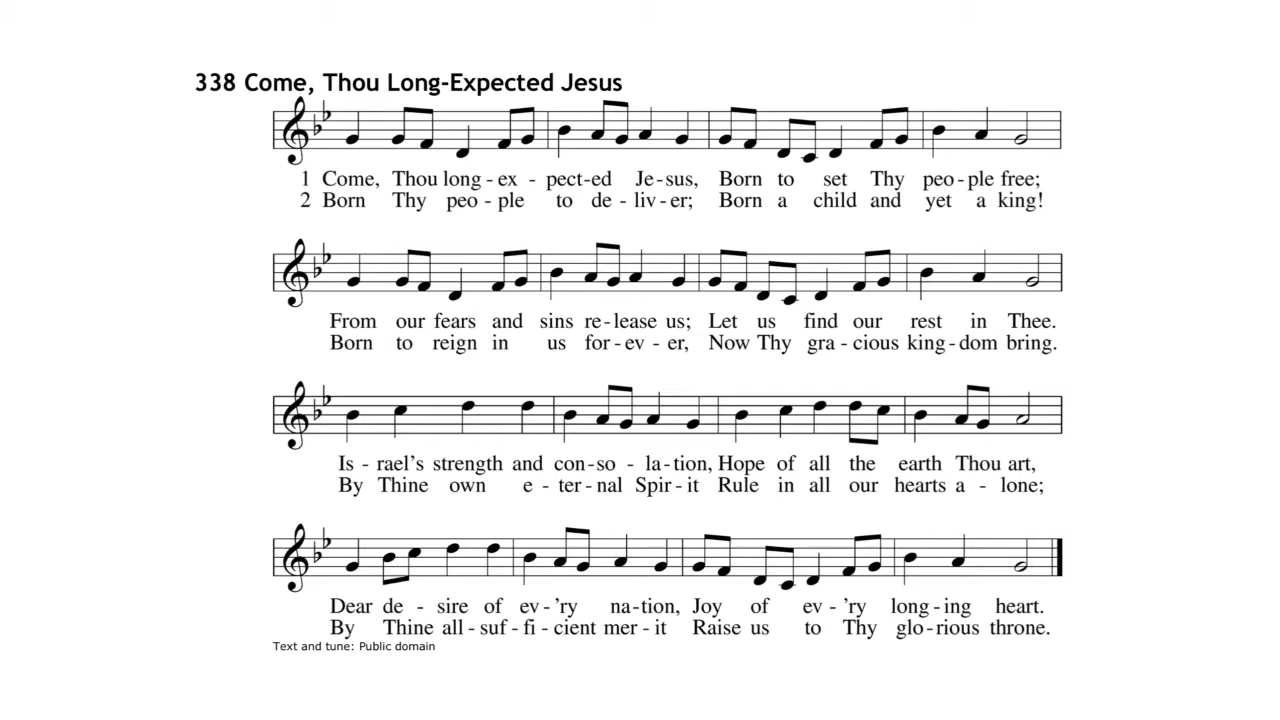 338 Come, Thou Long-Expected Jesus
1 Come, Thou long - ex - pect-ed Je-sus, Born to set Thy peo-ple free;
2 Born Thy peo - ple to de - liv - er; Born a child and yet a king!
From our fears and sins re-lease us; Let us find our rest in Thee.
Born to reign in us for-ev-er, Now Thy gra-cious king-dom bring.
Is - rael's strength and con-so - la-tion, Hope of all the earth Thou art,
By Thine own e - ter-nal Spir-it Rule in all our hearts a - lone;
Dear de - sire of ev-'ry na-tion, Joy of ev-'ry long-ing heart.
By Thine all-suf-fi-cient mer-it Raise us to Thy glo-rious throne.
Text and tune: Public domain